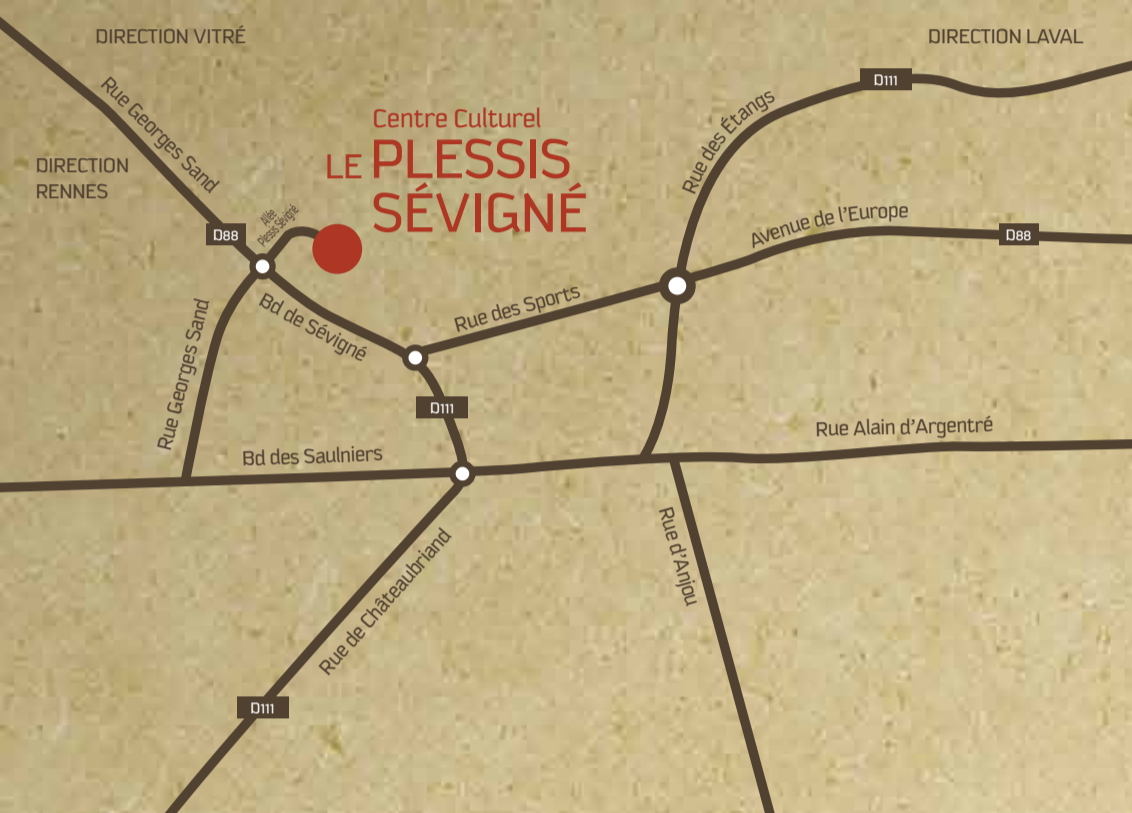 DIRECTION VITRÉ
DIRECTION LAVAL
D111
Rue Georges Sand
Rue des Étangs
Centre Culturel
LE PLESSIS
SÉVIGNÉ
DIRECTION
RENNES
Allée
Plessis Sévigné
D88
Avenue de l'Europe
D88
Bd de Sévigné
Rue des Sports
Rue Georges Sand
D111
Rue Alain d'Argentré
Bd des Saulniers
Rue d'Anjou
Rue de Châteaubriand
D111